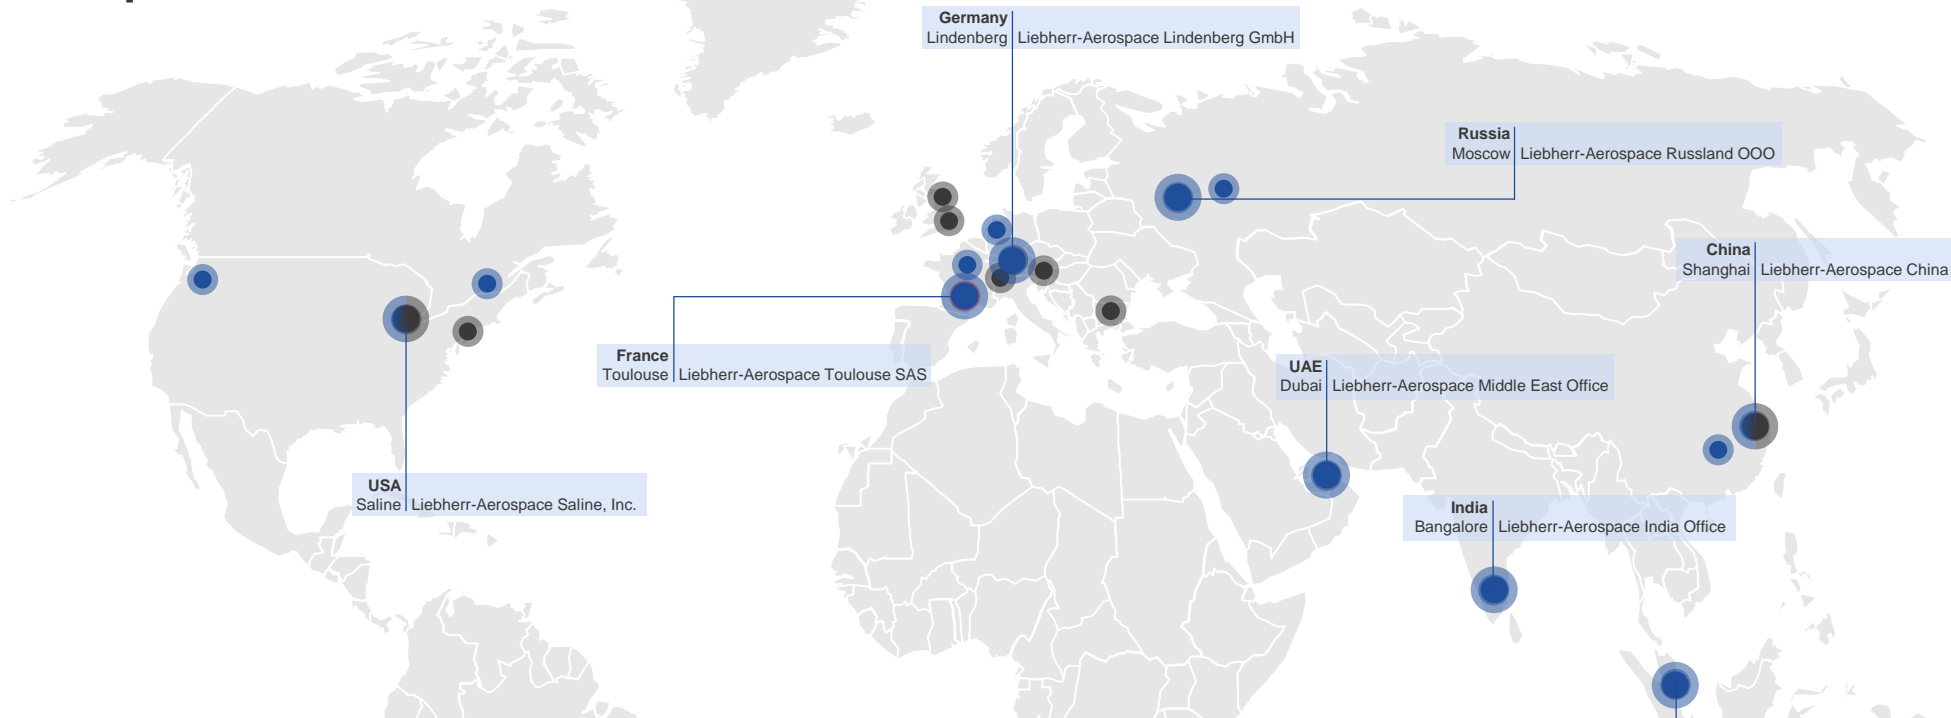 Germany
Lindenberg Liebherr-Aerospace Lindenberg GmbH
Russia
Moscow Liebherr-Aerospace Russland OOO
China
Shanghai Liebherr-Aerospace China
France
Toulouse Liebherr-Aerospace Toulouse SAS
UAE
Dubai Liebherr-Aerospace Middle East Office
USA
Saline Liebherr-Aerospace Saline, Inc.
India
Bangalore Liebherr-Aerospace India Office